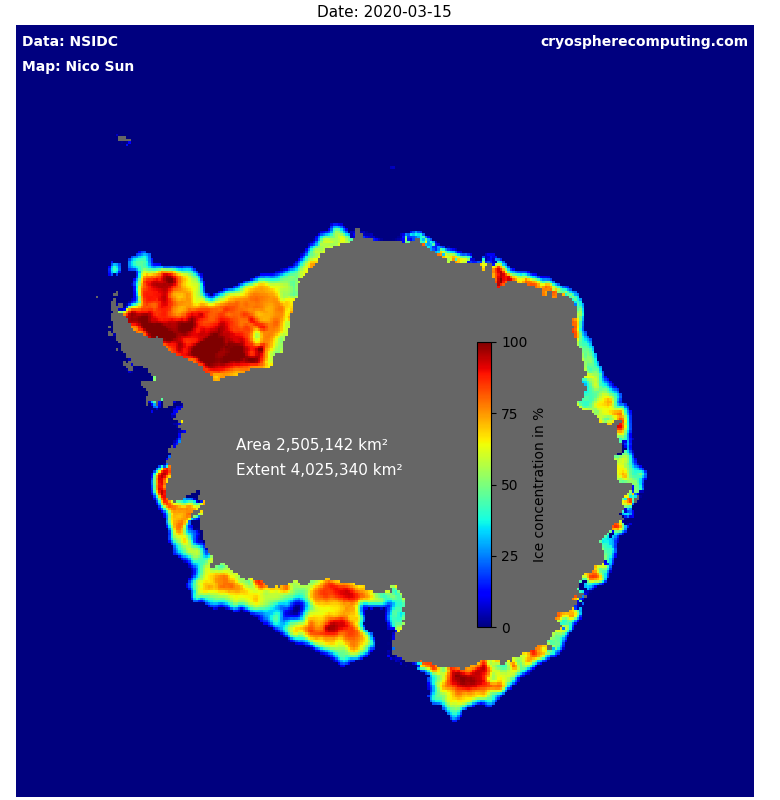 Date: 2020-03-15
Data: NSIDC
cryospherecomputing.com
Map: Nico Sun
100
75
50
25
0
Ice concentration in %
Area 2,505,142 km²
Extent 4,025,340 km²